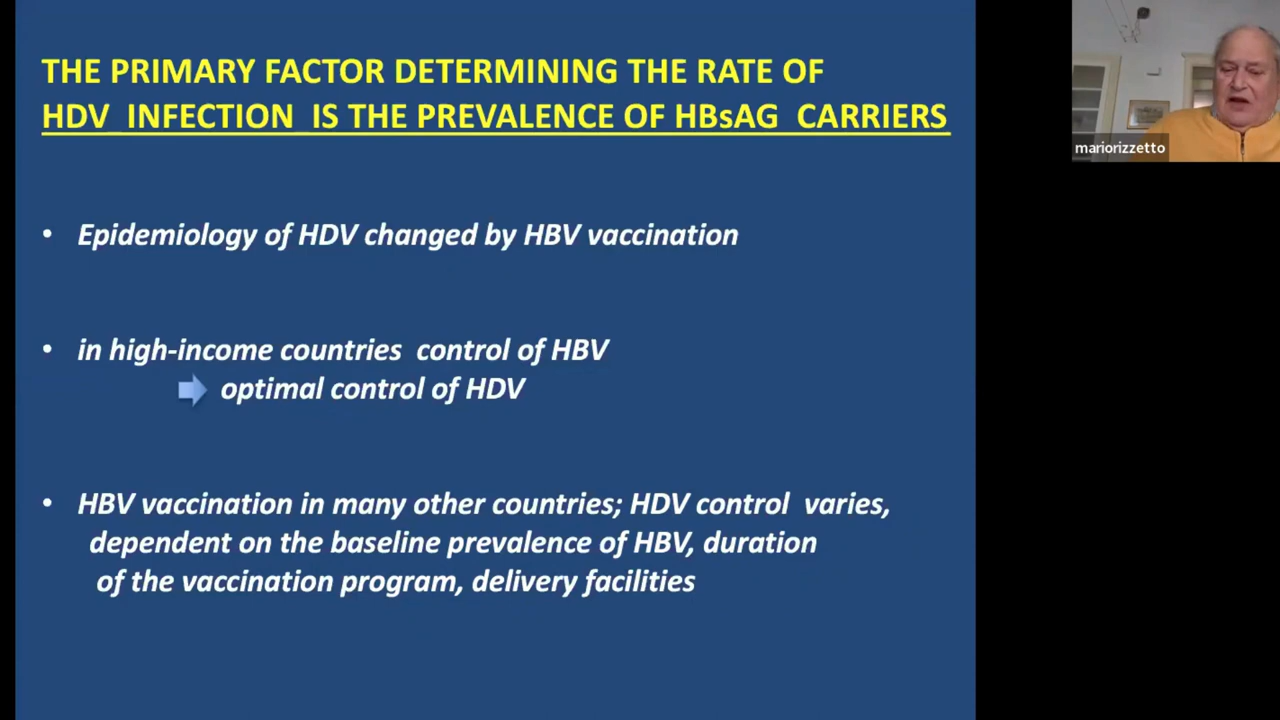 THE PRIMARY FACTOR DETERMINING THE RATE OF
HDV INFECTION IS THE PREVALENCE OF HBsAG CARRIERS
mariorizzetto
• Epidemiology of HDV changed by HBV vaccination
• in high-income countries control of HBV
optimal control of HDV
• HBV vaccination in many other countries; HDV control varies,
dependent on the baseline prevalence of HBV, duration
of the vaccination program, delivery facilities